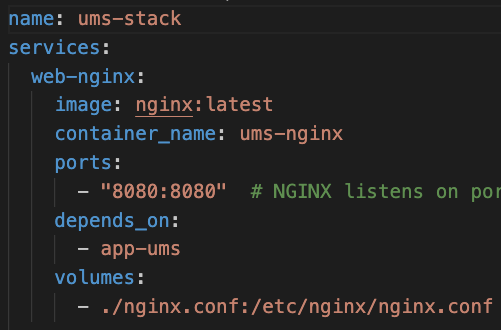 name: ums-stack
services:
web-nginx:
image: nginx:latest
container_name: ums-nginx
ports:
- "8080:8080" # NGINX listens on por
depends_on:
- app-ums
volumes:
- ./nginx.conf:/etc/nginx/nginx.conf